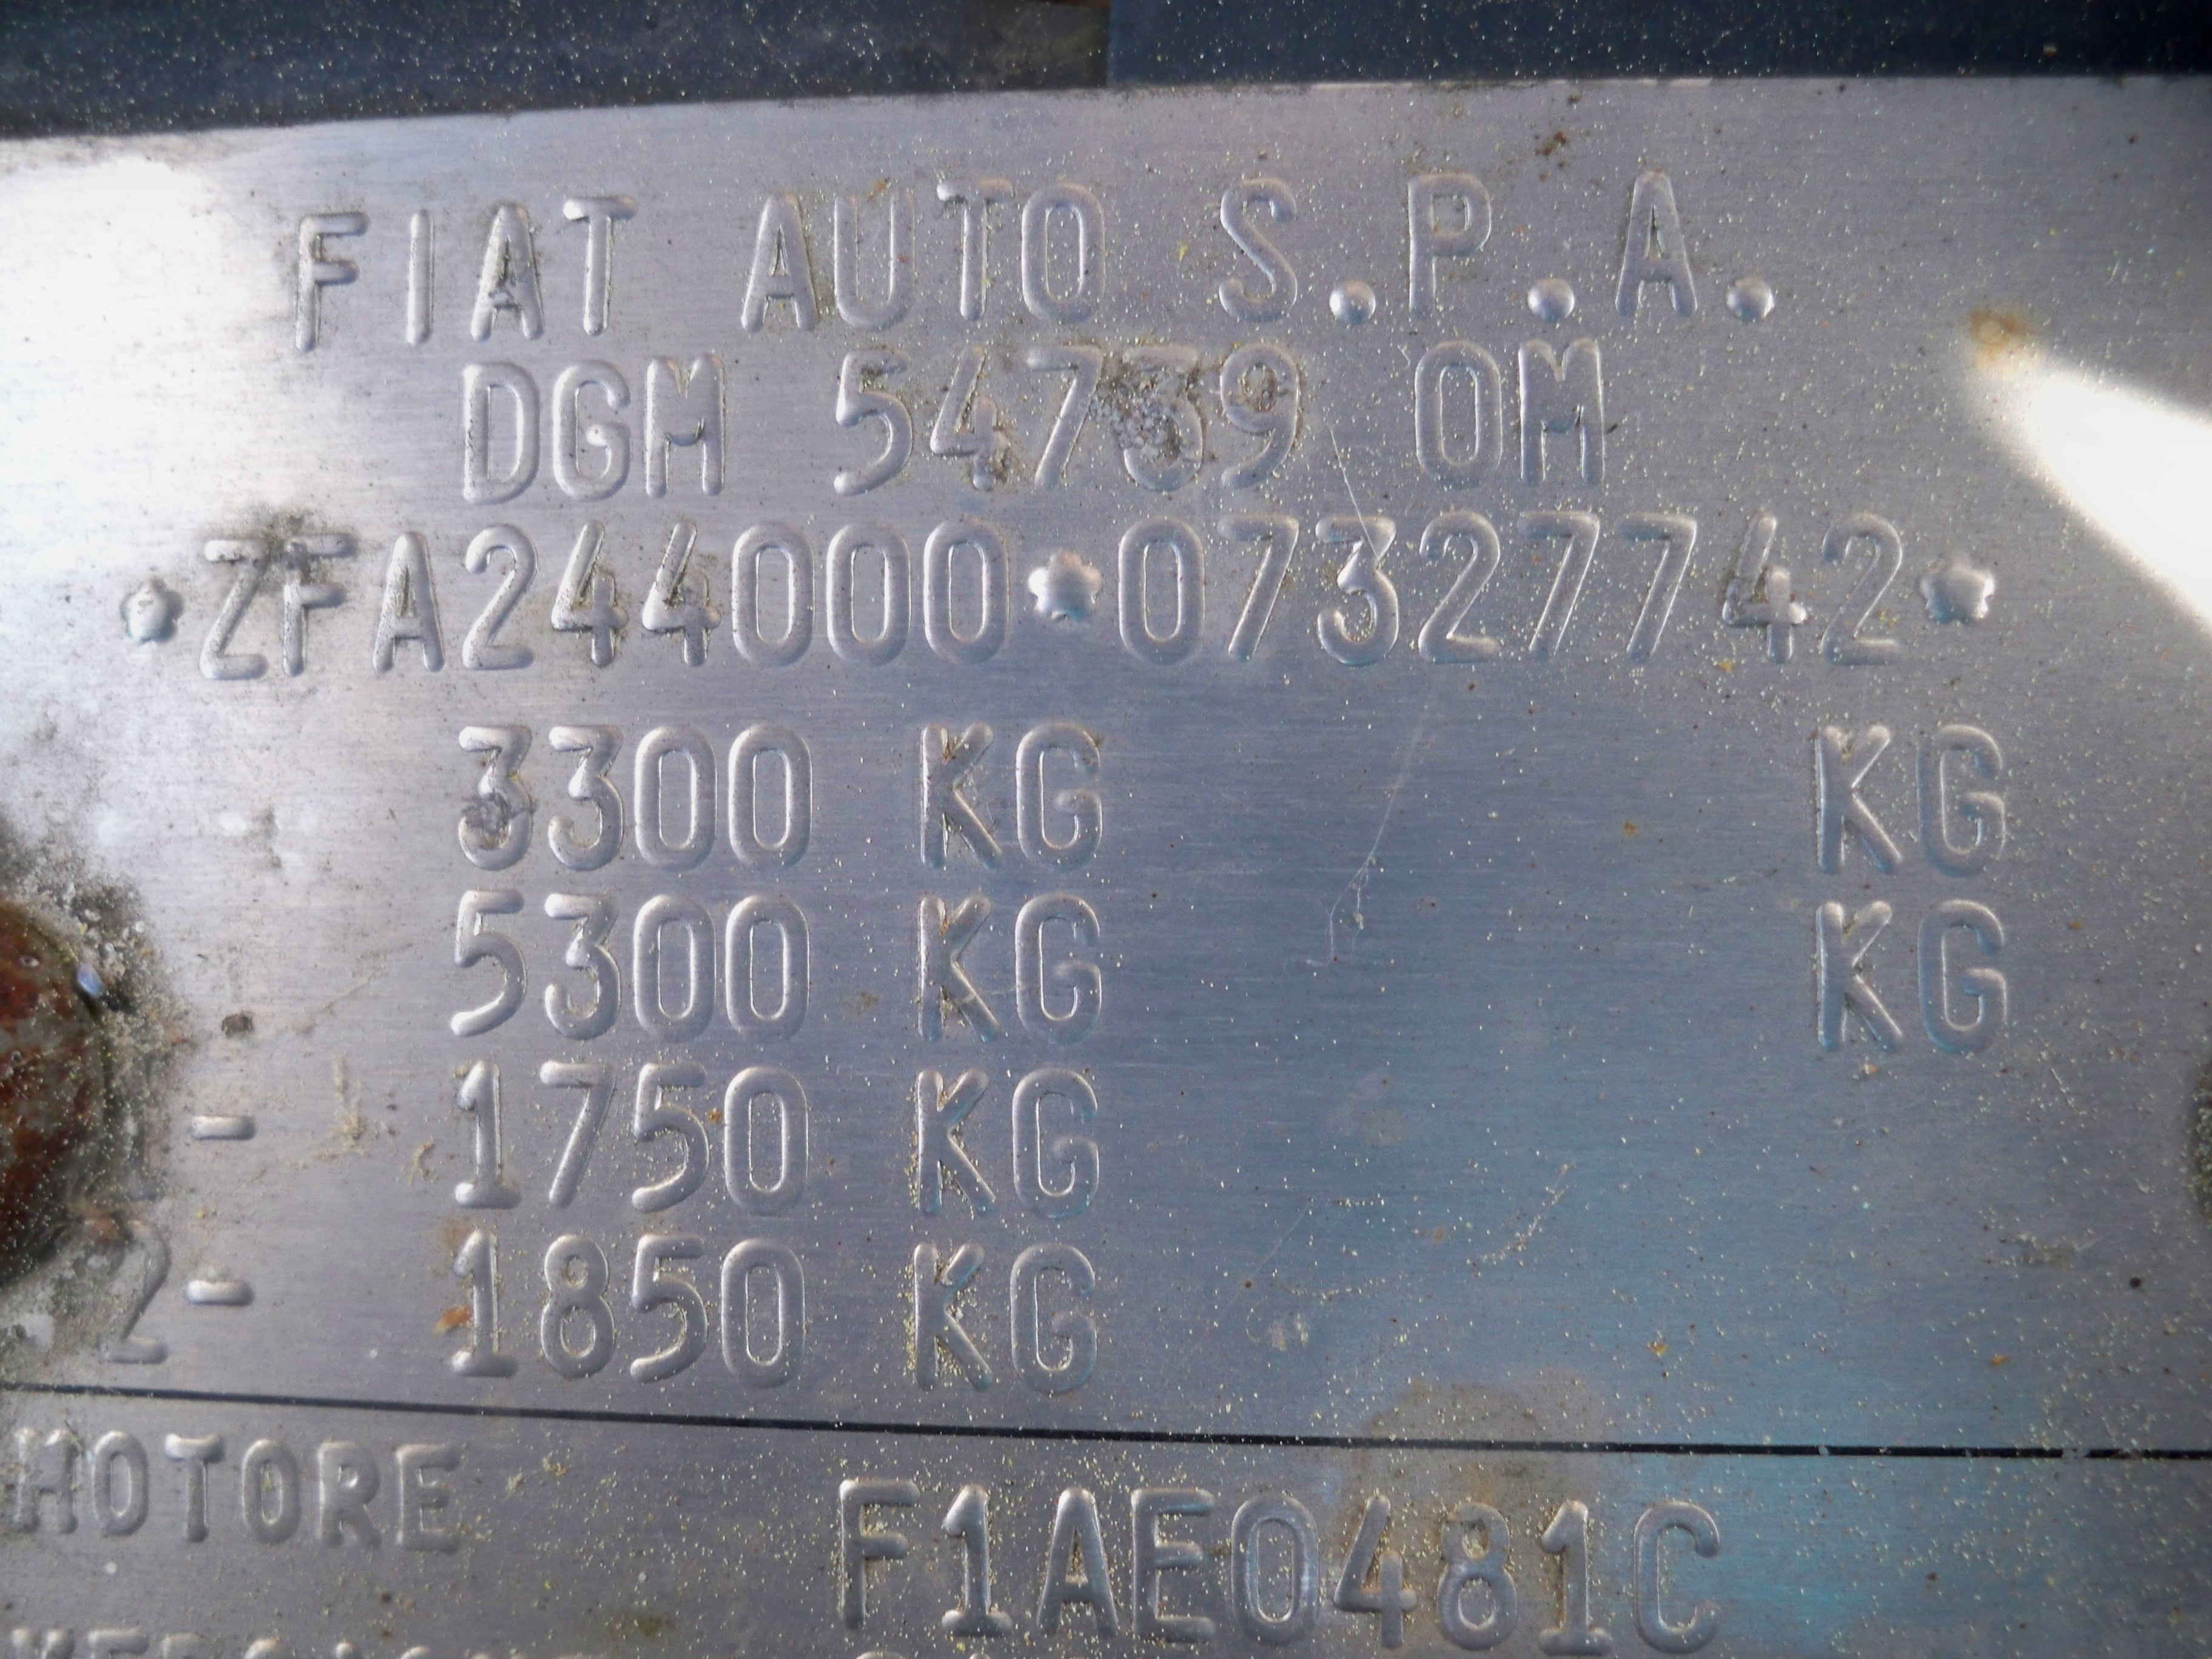 FIAT AUTO S.P.A.
DGM 54739 OM
*ZFA244000*07327742*
3300 KG KG
5300 KG KG
- 1750 KG
2- 1850 KG
MOTORE F1AE0481C